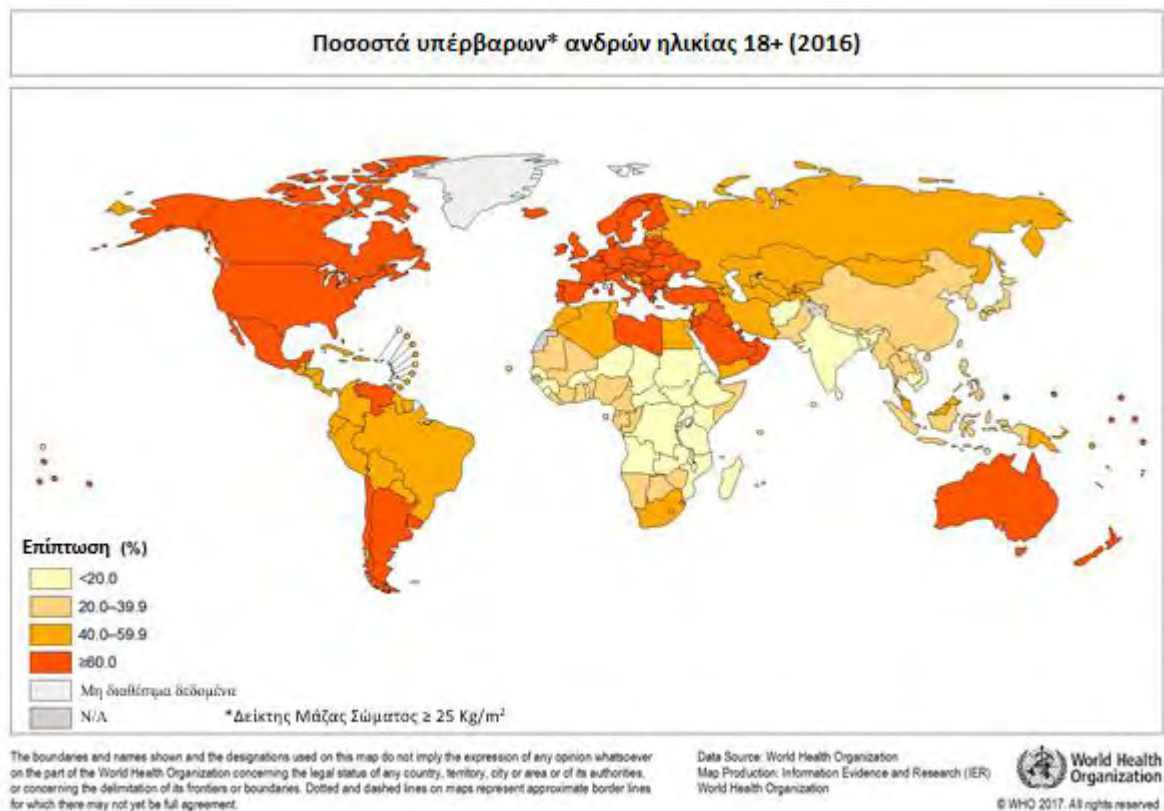 Ποσοστά υπέρβαρων* ανδρών ηλικίας 18+ (2016)
Επίπτωση (%)
<20.0
20.0–39.9
40.0–59.9
≥60.0
Μη διαθέσιμα δεδομένα
N/A
*Δείκτης Μάζας Σώματος ≥ 25 Kg/m²
The boundaries and names shown and the designations used on this map do not imply the expression of any opinion whatsoever
on the part of the World Health Organization concerning the legal status of any country, territory, city or area or of its authorities,
or concerning the delimitation of its frontiers or boundaries. Dotted and dashed lines on maps represent approximate border lines
for which there may not yet be full agreement.
Data Source: World Health Organization
Map Production: Information Evidence and Research (IER)
World Health Organization
World Health
Organization
© WHO 2017. All rights reserved.